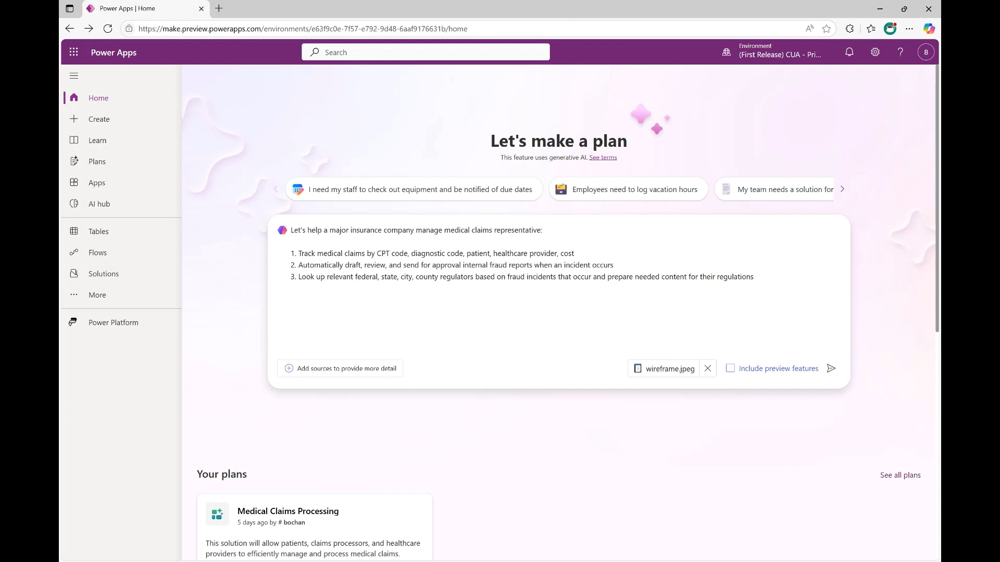 Power Apps | Home
https://make.preview.powerapps.com/environments/e63f9c0e-7f57-e792-9d48-6aaf9176631b/home
Power Apps
Search
Environment
(First Release) CUA - Pri...
B
Home
Create
Learn
Plans
Apps
AI hub
Tables
Flows
Solutions
More
Power Platform
Let's make a plan
This feature uses generative AI. See terms
I need my staff to check out equipment and be notified of due dates
Employees need to log vacation hours
My team needs a solution for
Let's help a major insurance company manage medical claims representative:
1. Track medical claims by CPT code, diagnostic code, patient, healthcare provider, cost
2. Automatically draft, review, and send for approval internal fraud reports when an incident occurs
3. Look up relevant federal, state, city, county regulators based on fraud incidents that occur and prepare needed content for their regulations
Add sources to provide more detail
wireframe.jpeg
Include preview features
Your plans
See all plans
Medical Claims Processing
5 days ago by # bochan
This solution will allow patients, claims processors, and healthcare
providers to efficiently manage and process medical claims.